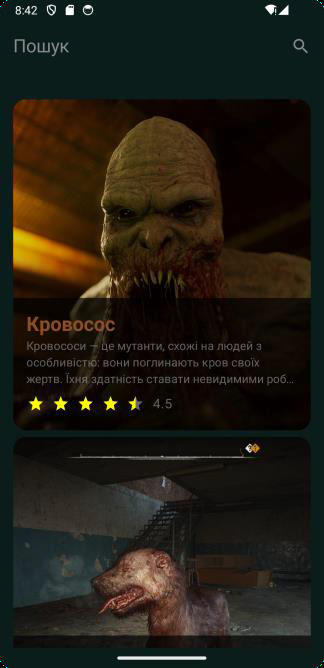 8:42
Пошук
Кровосос
Кровососи – це мутанти, схожі на людей з
особливістю: вони поглинають кров своїх
жертв. Їхня здатність ставати невидимими роб...
4.5